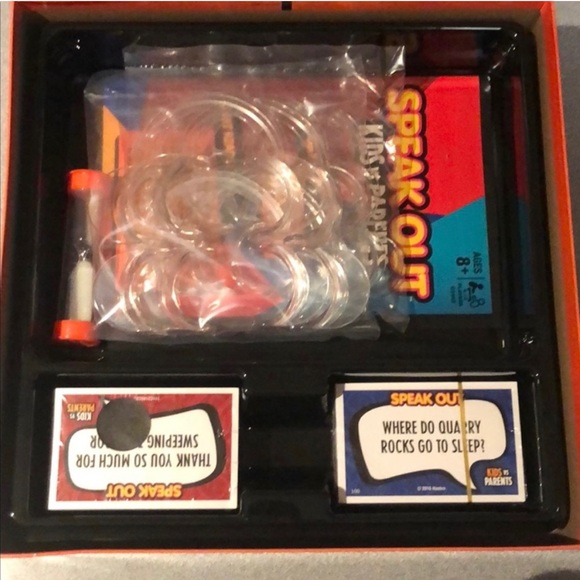 SPEAK OUT
KIDS VS PARENTS
AGES
8+
SPEAK OUT
THANK YOU SO MUCH FOR
SWEEPING
OR
KIDS VS
PARENTS
SPEAK OUT
WHERE DO QUARRY
ROCKS GO TO SLEEP?
KIDS VS
PARENTS